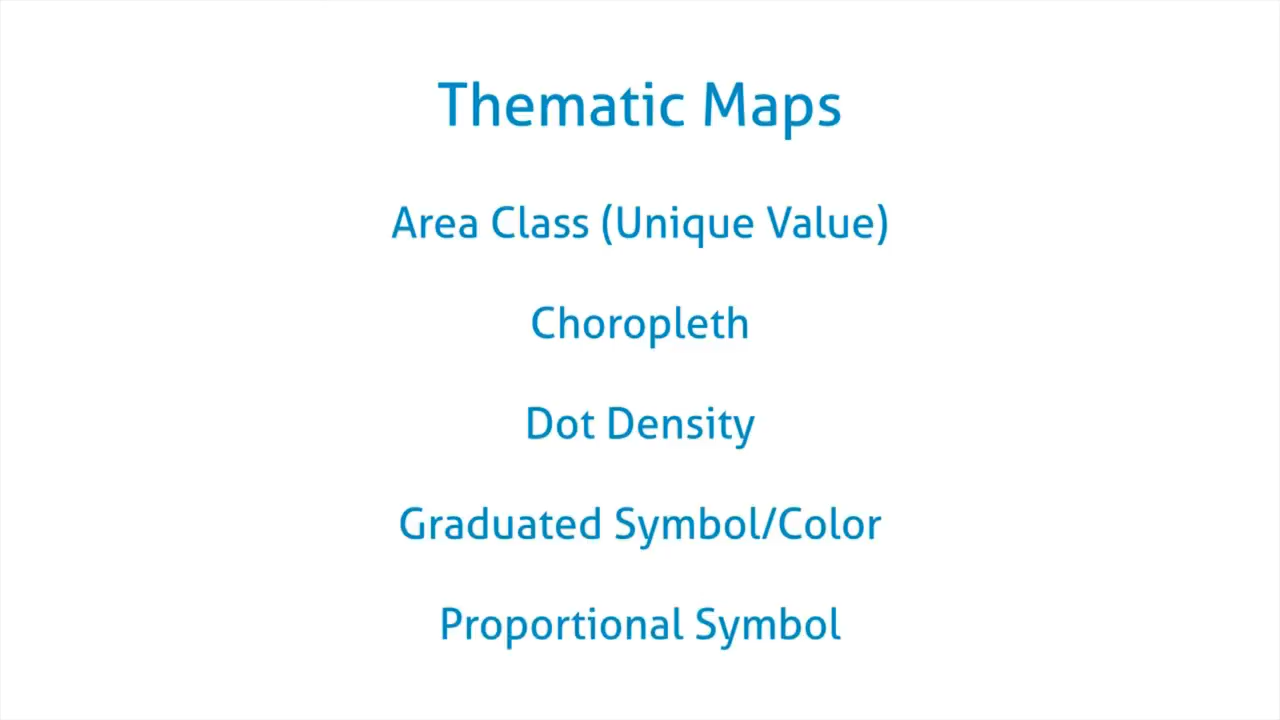 Thematic Maps
Area Class (Unique Value)
Choropleth
Dot Density
Graduated Symbol/Color
Proportional Symbol